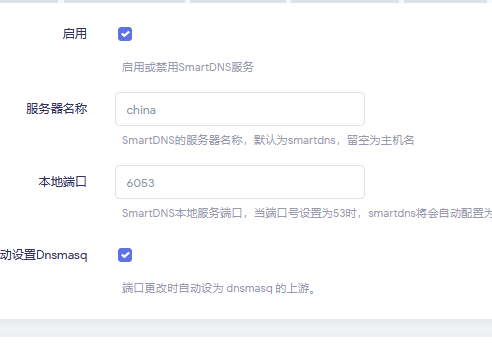 启用
启用或禁用SmartDNS服务
服务器名称
china
SmartDNS的服务器名称，默认为smartdns，留空为主机名
本地端口
6053
SmartDNS本地服务端口，当端口号设置为53时，smartdns将会自动配置为
动设置Dnsmasq
端口更改时自动设为 dnsmasq 的上游。